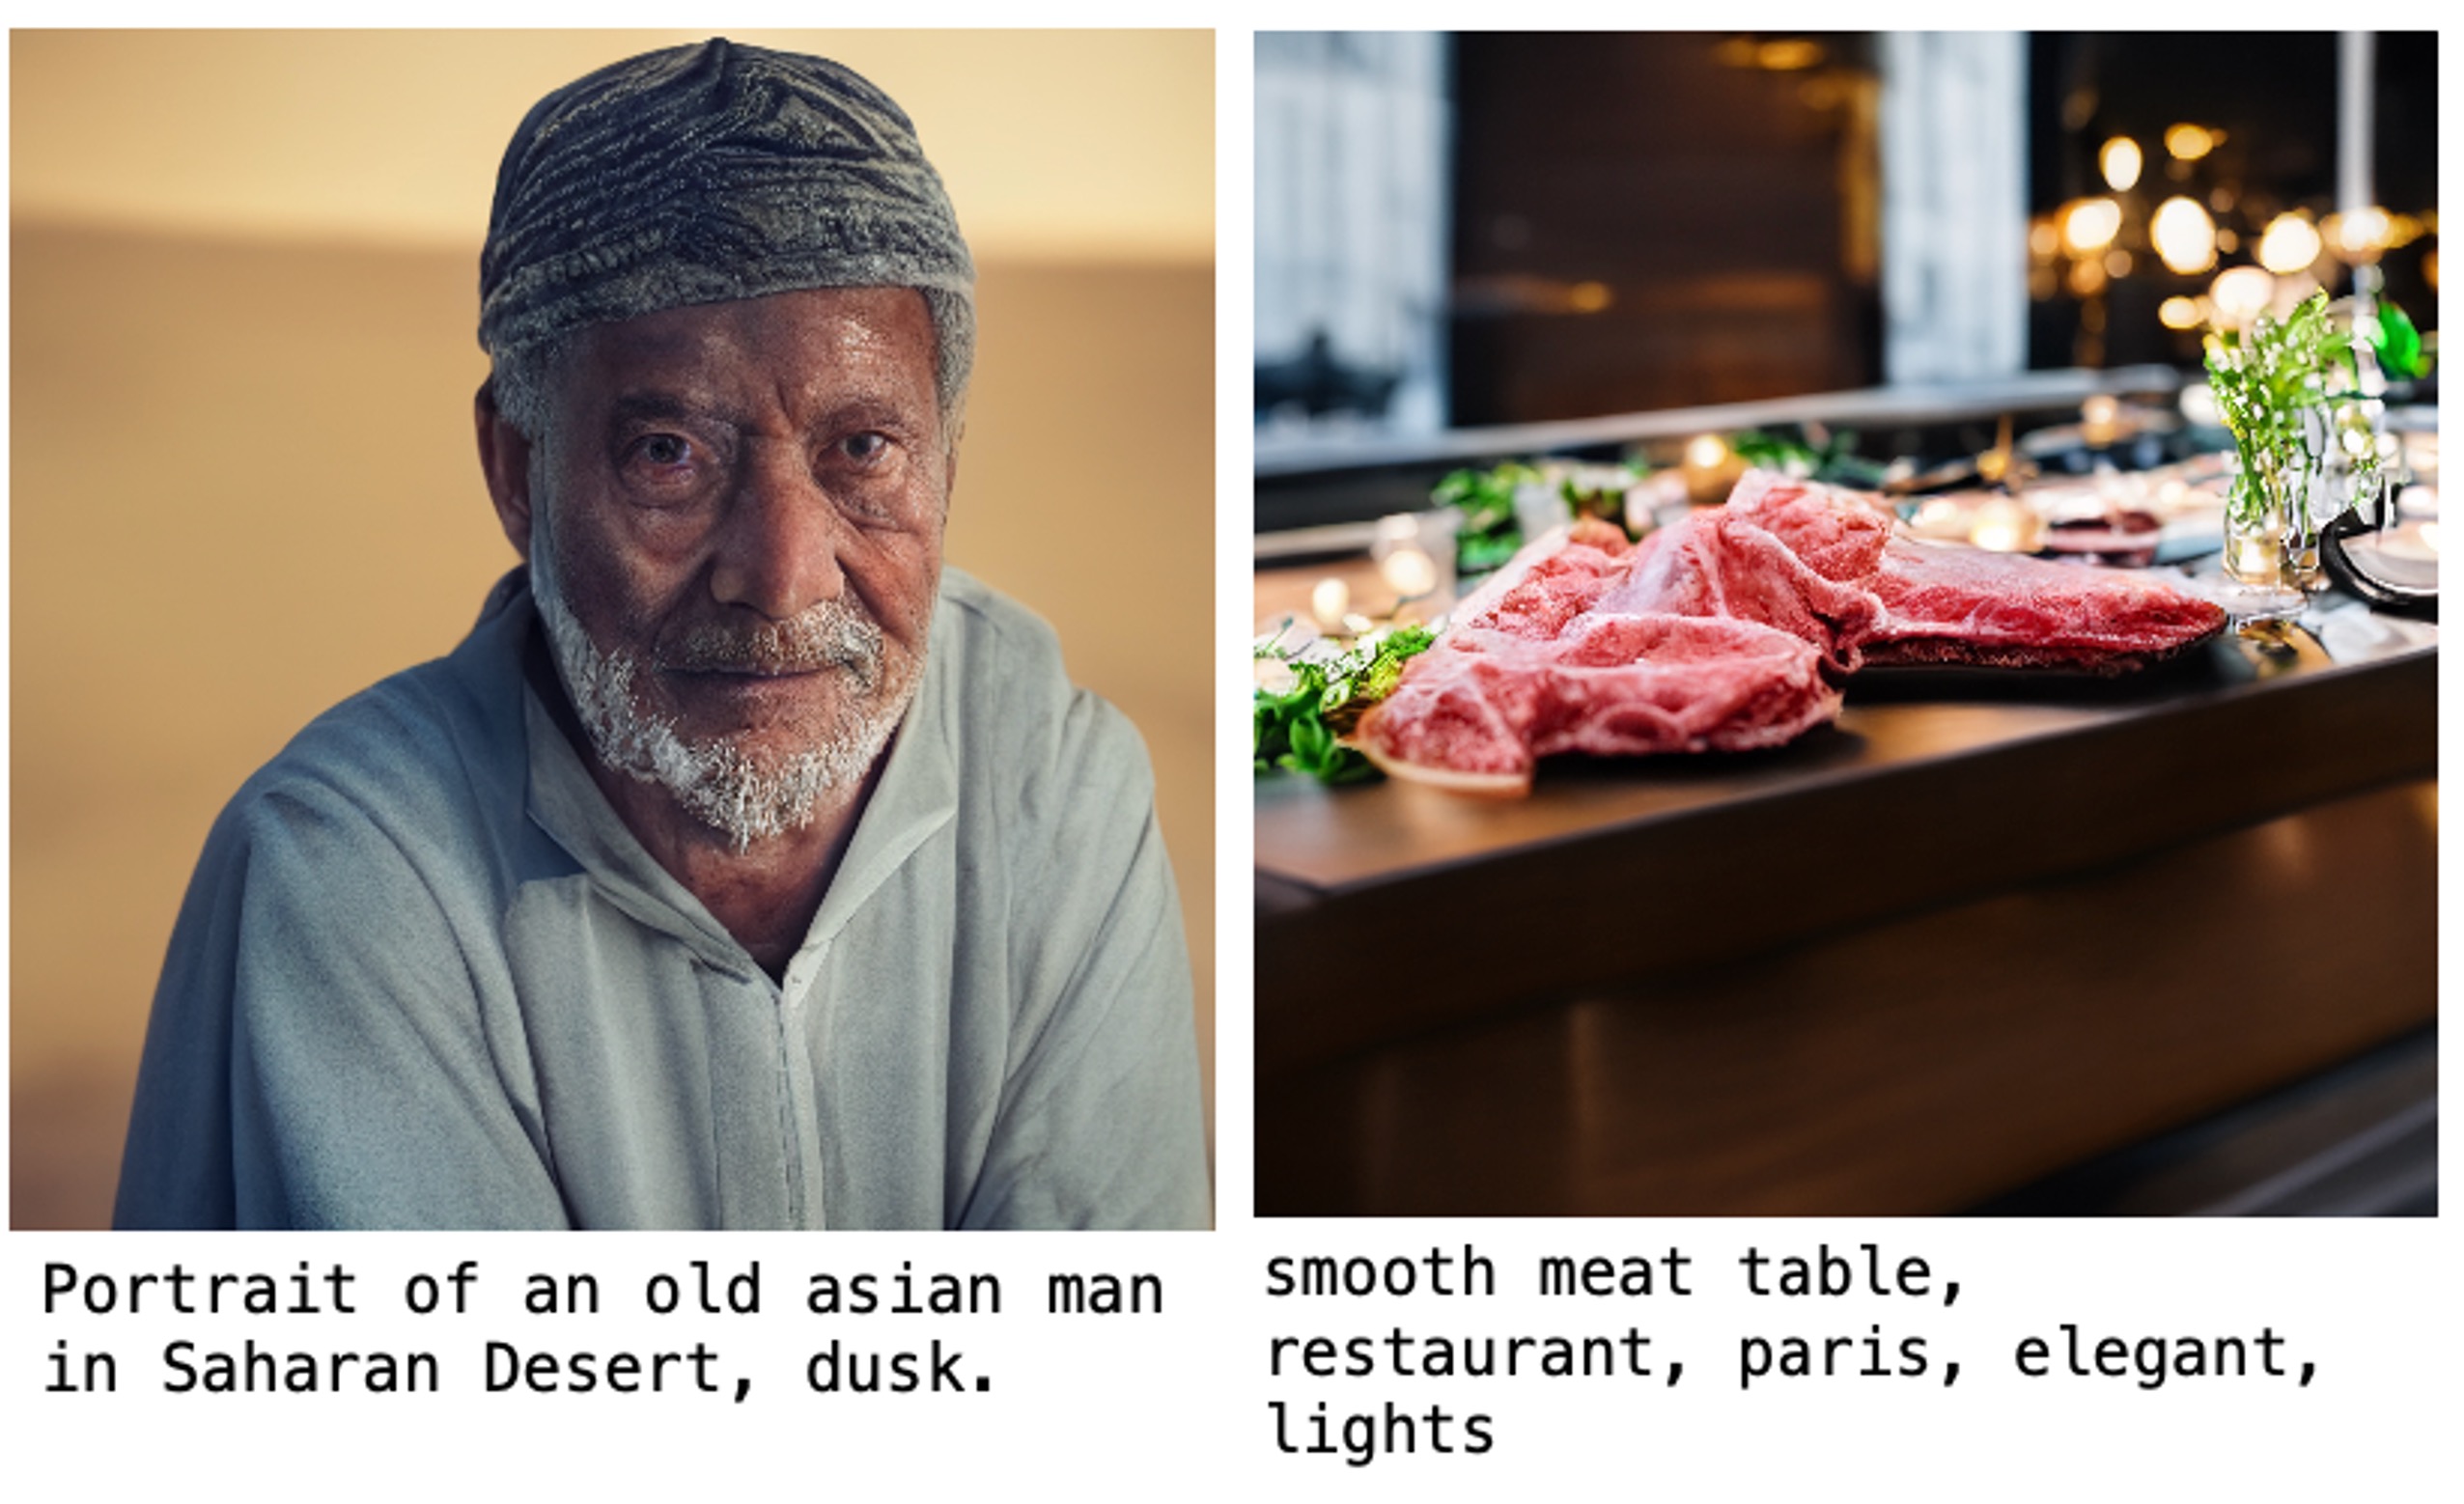 Portrait of an old asian man
in Saharan Desert, dusk.
smooth meat table,
restaurant, paris, elegant,
lights